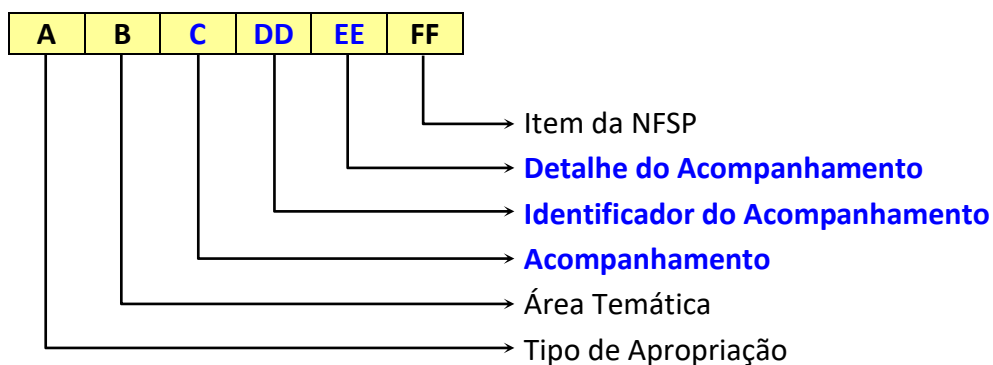 A B C DD EE FF
Item da NFSP
Detalhe do Acompanhamento
Identificador do Acompanhamento
Acompanhamento
Área Temática
Tipo de Apropriação